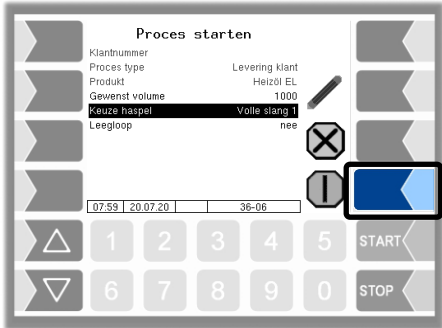 Proces starten
Klantnummer
Proces type Levering klant
Produkt Heizöl EL
Gewenst volume 1000
Keuze haspel Volle slang 1
Leegloop nee
07:59 20.07.20 36-06
1 2 3 4 5 START
6 7 8 9 0 STOP